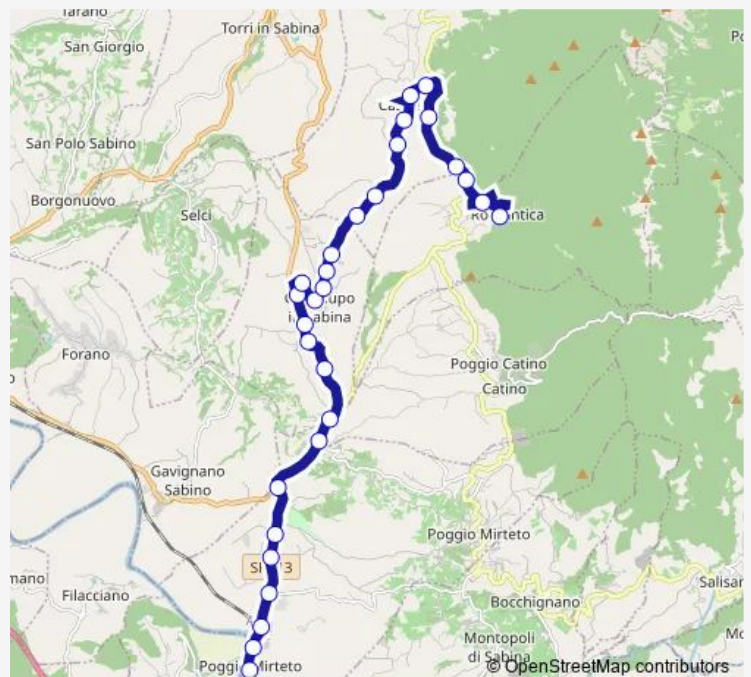 Tarano
Torri in Sabina
San Giorgio
San Polo Sabino
Borgonuovo
Selci
Forano
Poggio Catino
Catino
Gavignano
Sabino
Poggio Mirteto
Filacciano
Bocchignano
Salisan
Montopoli
di Sabina
© OpenStreetMap contributors